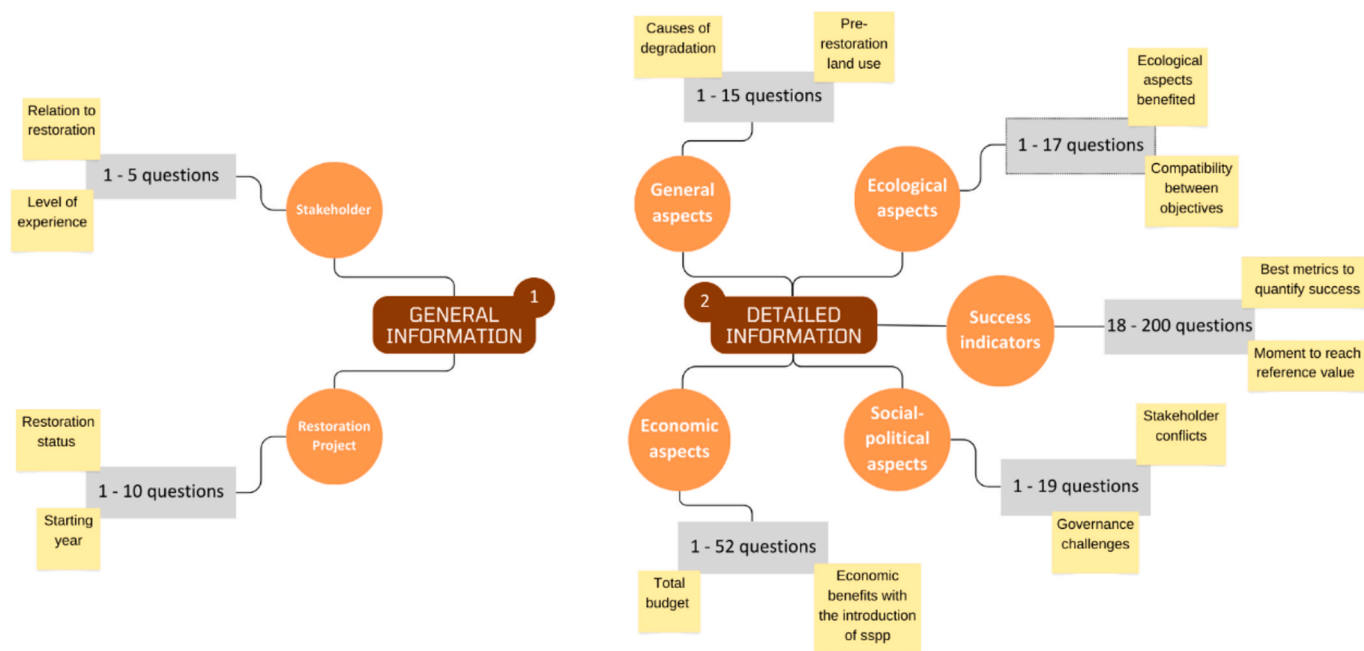 Relation to
restoration
1 - 5 questions
Level of
experience
Stakeholder
1
GENERAL
INFORMATION
Restoration
status
1 - 10 questions
Starting
year
Restoration
Project
Causes of
degradation
Pre-
restoration
land use
1 - 15 questions
General
aspects
Ecological
aspects
benefited
1 - 17 questions
Compatibility
between
objectives
Ecological
aspects
2
DETAILED
INFORMATION
Success
indicators
Best metrics to
quantify success
18 - 200 questions
Moment to reach
reference value
Economic
aspects
1 - 52 questions
Total
budget
Economic
benefits with
the introduction
of sspp
Social-
political
aspects
Stakeholder
conflicts
1 - 19 questions
Governance
challenges